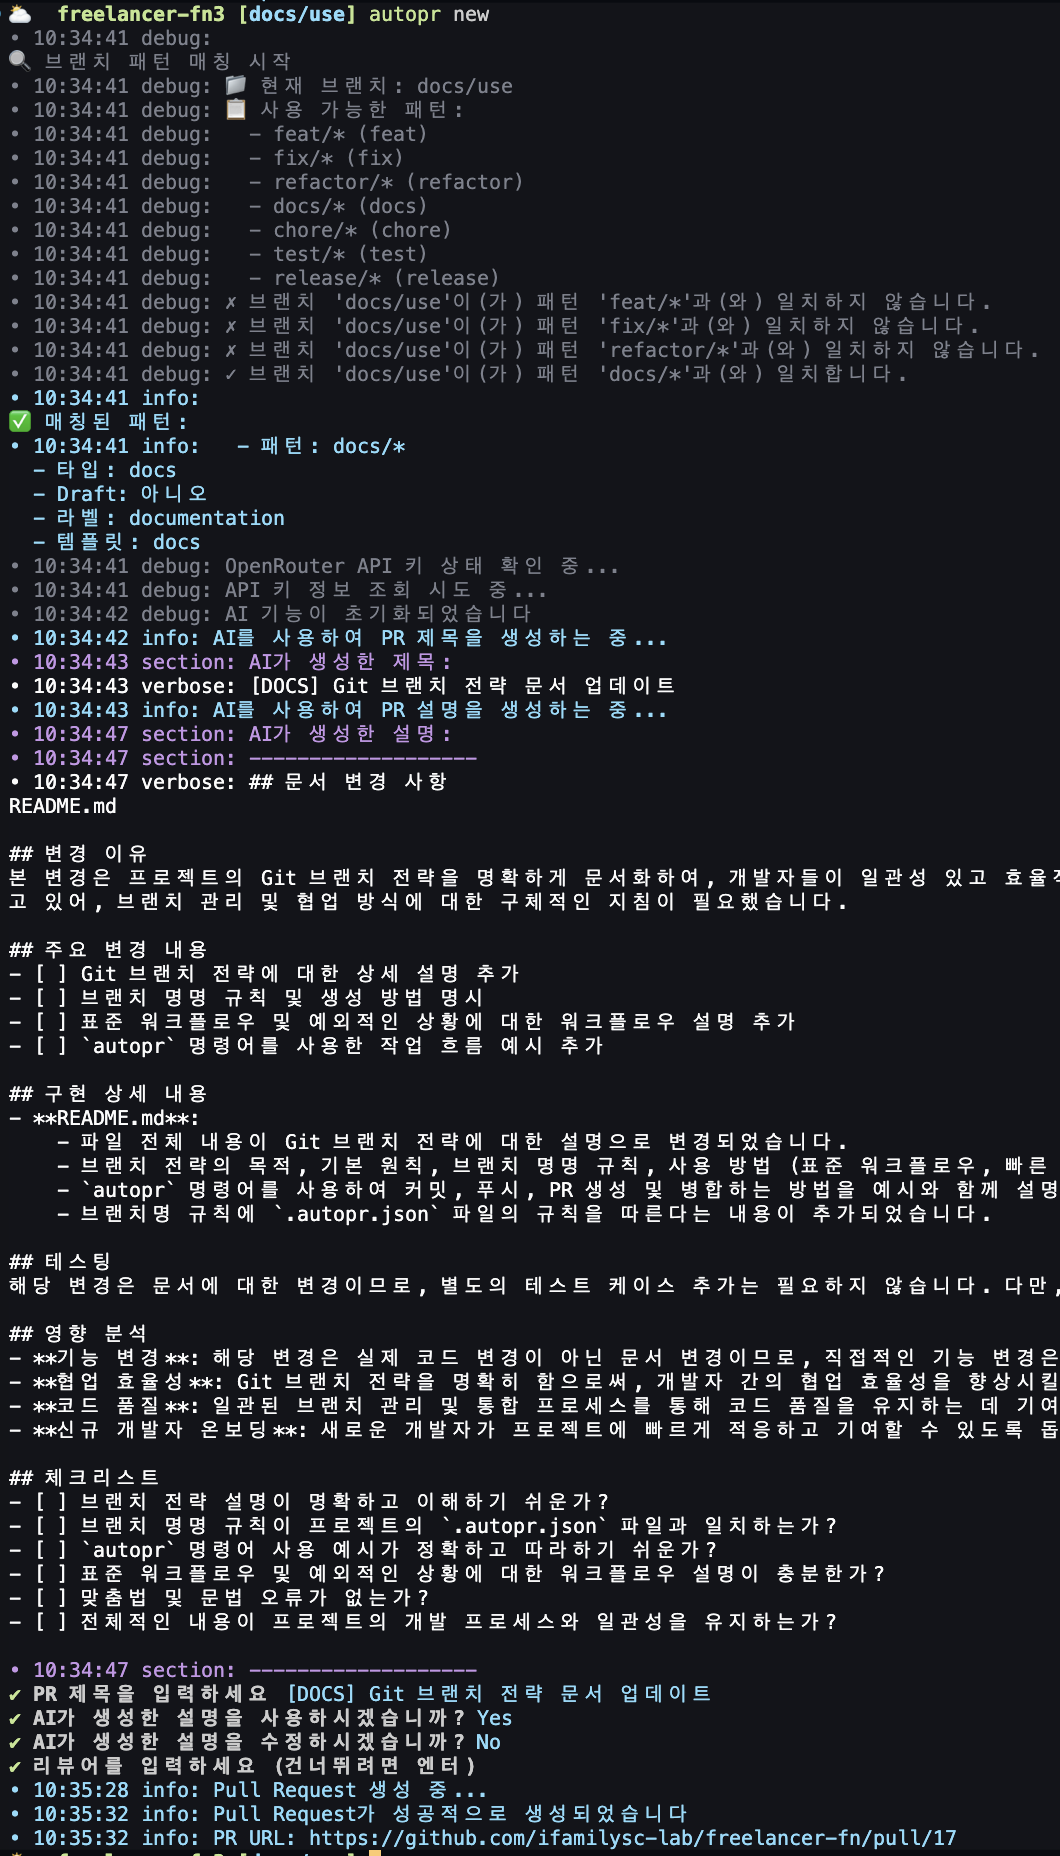 freelancer-fn3 [docs/use] autopr new
• 10:34:41 debug:
🔍 브랜치 패턴 매칭 시작
• 10:34:41 debug: 📁 현재 브랜치: docs/use
• 10:34:41 debug: 📋 사용 가능한 패턴:
• 10:34:41 debug:   - feat/* (feat)
• 10:34:41 debug:   - fix/* (fix)
• 10:34:41 debug:   - refactor/* (refactor)
• 10:34:41 debug:   - docs/* (docs)
• 10:34:41 debug:   - chore/* (chore)
• 10:34:41 debug:   - test/* (test)
• 10:34:41 debug:   - release/* (release)
• 10:34:41 debug: ✗ 브랜치 'docs/use'이(가) 패턴 'feat/*'과(와) 일치하지 않습니다.
• 10:34:41 debug: ✗ 브랜치 'docs/use'이(가) 패턴 'fix/*'과(와) 일치하지 않습니다.
• 10:34:41 debug: ✗ 브랜치 'docs/use'이(가) 패턴 'refactor/*'과(와) 일치하지 않습니다.
• 10:34:41 debug: ✓ 브랜치 'docs/use'이(가) 패턴 'docs/*'과(와) 일치합니다.
• 10:34:41 info:
✅ 매칭된 패턴:
• 10:34:41 info:   - 패턴: docs/*
  - 타입: docs
  - Draft: 아니오
  - 라벨: documentation
  - 템플릿: docs
• 10:34:41 debug: OpenRouter API 키 상태 확인 중...
• 10:34:41 debug: API 키 정보 조회 시도 중...
• 10:34:42 debug: AI 기능이 초기화되었습니다
• 10:34:42 info: AI를 사용하여 PR 제목을 생성하는 중...
• 10:34:43 section: AI가 생성한 제목:
• 10:34:43 verbose: [DOCS] Git 브랜치 전략 문서 업데이트
• 10:34:43 info: AI를 사용하여 PR 설명을 생성하는 중...
• 10:34:47 section: AI가 생성한 설명:
• 10:34:47 section: -------------------
• 10:34:47 verbose: ## 문서 변경 사항
README.md
## 변경 이유
본 변경은 프로젝트의 Git 브랜치 전략을 명확하게 문서화하여, 개발자들이 일관성 있고
고 있어, 브랜치 관리 및 협업 방식에 대한 구체적인 지침이 필요했습니다.
## 주요 변경 내용
- [ ] Git 브랜치 전략에 대한 상세 설명 추가
- [ ] 브랜치 명명 규칙 및 생성 방법 명시
- [ ] 표준 워크플로우 및 예외적인 상황에 대한 워크플로우 설명 추가
- [ ] `autopr` 명령어를 사용한 작업 흐름 예시 추가
## 구현 상세 내용
- **README.md**:
    - 파일 전체 내용이 Git 브랜치 전략에 대한 설명으로 변경되었습니다.
    - 브랜치 전략의 목적, 기본 원칙, 브랜치 명명 규칙, 사용 방법 (표준 워크플로우, 빠른
    - `autopr` 명령어를 사용하여 커밋, 푸시, PR 생성 및 병합하는 방법을 예시와 함께 설명
    - 브랜치명 규칙에 `.autopr.json` 파일의 규칙을 따른다는 내용이 추가되었습니다.
## 테스팅
해당 변경은 문서에 대한 변경이므로, 별도의 테스트 케이스 추가는 필요하지 않습니다. 다만,
## 영향 분석
- **기능 변경**: 해당 변경은 실제 코드 변경이 아닌 문서 변경이므로, 직접적인 기능 변경은
- **협업 효율성**: Git 브랜치 전략을 명확히 함으로써, 개발자 간의 협업 효율성을 향상시킬
- **코드 품질**: 일관된 브랜치 관리 및 통합 프로세스를 통해 코드 품질을 유지하는 데 기여
- **신규 개발자 온보딩**: 새로운 개발자가 프로젝트에 빠르게 적응하고 기여할 수 있도록 돕
## 체크리스트
- [ ] 브랜치 전략 설명이 명확하고 이해하기 쉬운가?
- [ ] 브랜치 명명 규칙이 프로젝트의 `.autopr.json` 파일과 일치하는가?
- [ ] `autopr` 명령어 사용 예시가 정확하고 따라하기 쉬운가?
- [ ] 표준 워크플로우 및 예외적인 상황에 대한 워크플로우 설명이 충분한가?
- [ ] 맞춤법 및 문법 오류가 없는가?
- [ ] 전체적인 내용이 프로젝트의 개발 프로세스와 일관성을 유지하는가?
• 10:34:47 section: -------------------
✔ PR 제목을 입력하세요 [DOCS] Git 브랜치 전략 문서 업데이트
✔ AI가 생성한 설명을 사용하시겠습니까? Yes
✔ AI가 생성한 설명을 수정하시겠습니까? No
✔ 리뷰어를 입력하세요 (건너뛰려면 엔터)
• 10:35:28 info: Pull Request 생성 중...
• 10:35:32 info: Pull Request가 성공적으로 생성되었습니다
• 10:35:32 info: PR URL: https://github.com/ifamilysc-lab/freelancer-fn/pull/17